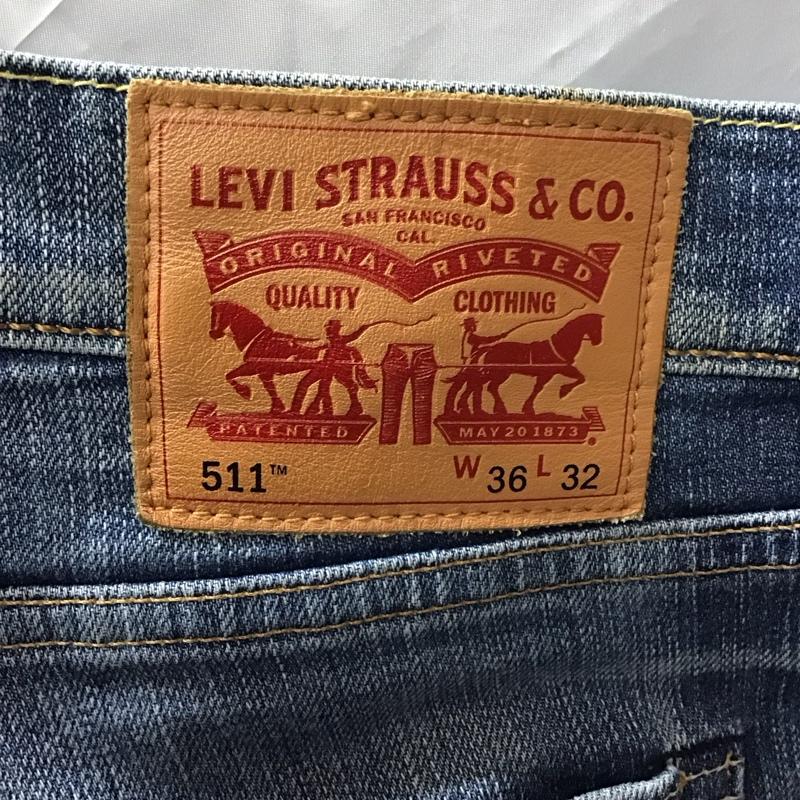 LEVI STRAUSS & CO.
SAN FRANCISCO
CAL.
ORIGINAL RIVETED
QUALITY CLOTHING
PATENTED MAY 20 1873
511™ W 36 L 32